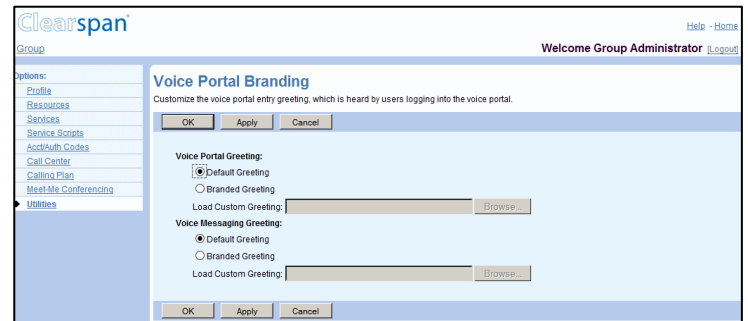 Clearspan
Help - Home
Group
Welcome Group Administrator [Logout]
Options:
Profile
Resources
Services
Service Scripts
Acct/Auth Codes
Call Center
Calling Plan
Meet-Me Conferencing
Utilities
Voice Portal Branding
Customize the voice portal entry greeting, which is heard by users logging into the voice portal.
OK Apply Cancel
Voice Portal Greeting:
Default Greeting
Branded Greeting
Load Custom Greeting: Browse...
Voice Messaging Greeting:
Default Greeting
Branded Greeting
Load Custom Greeting: Browse...
OK Apply Cancel